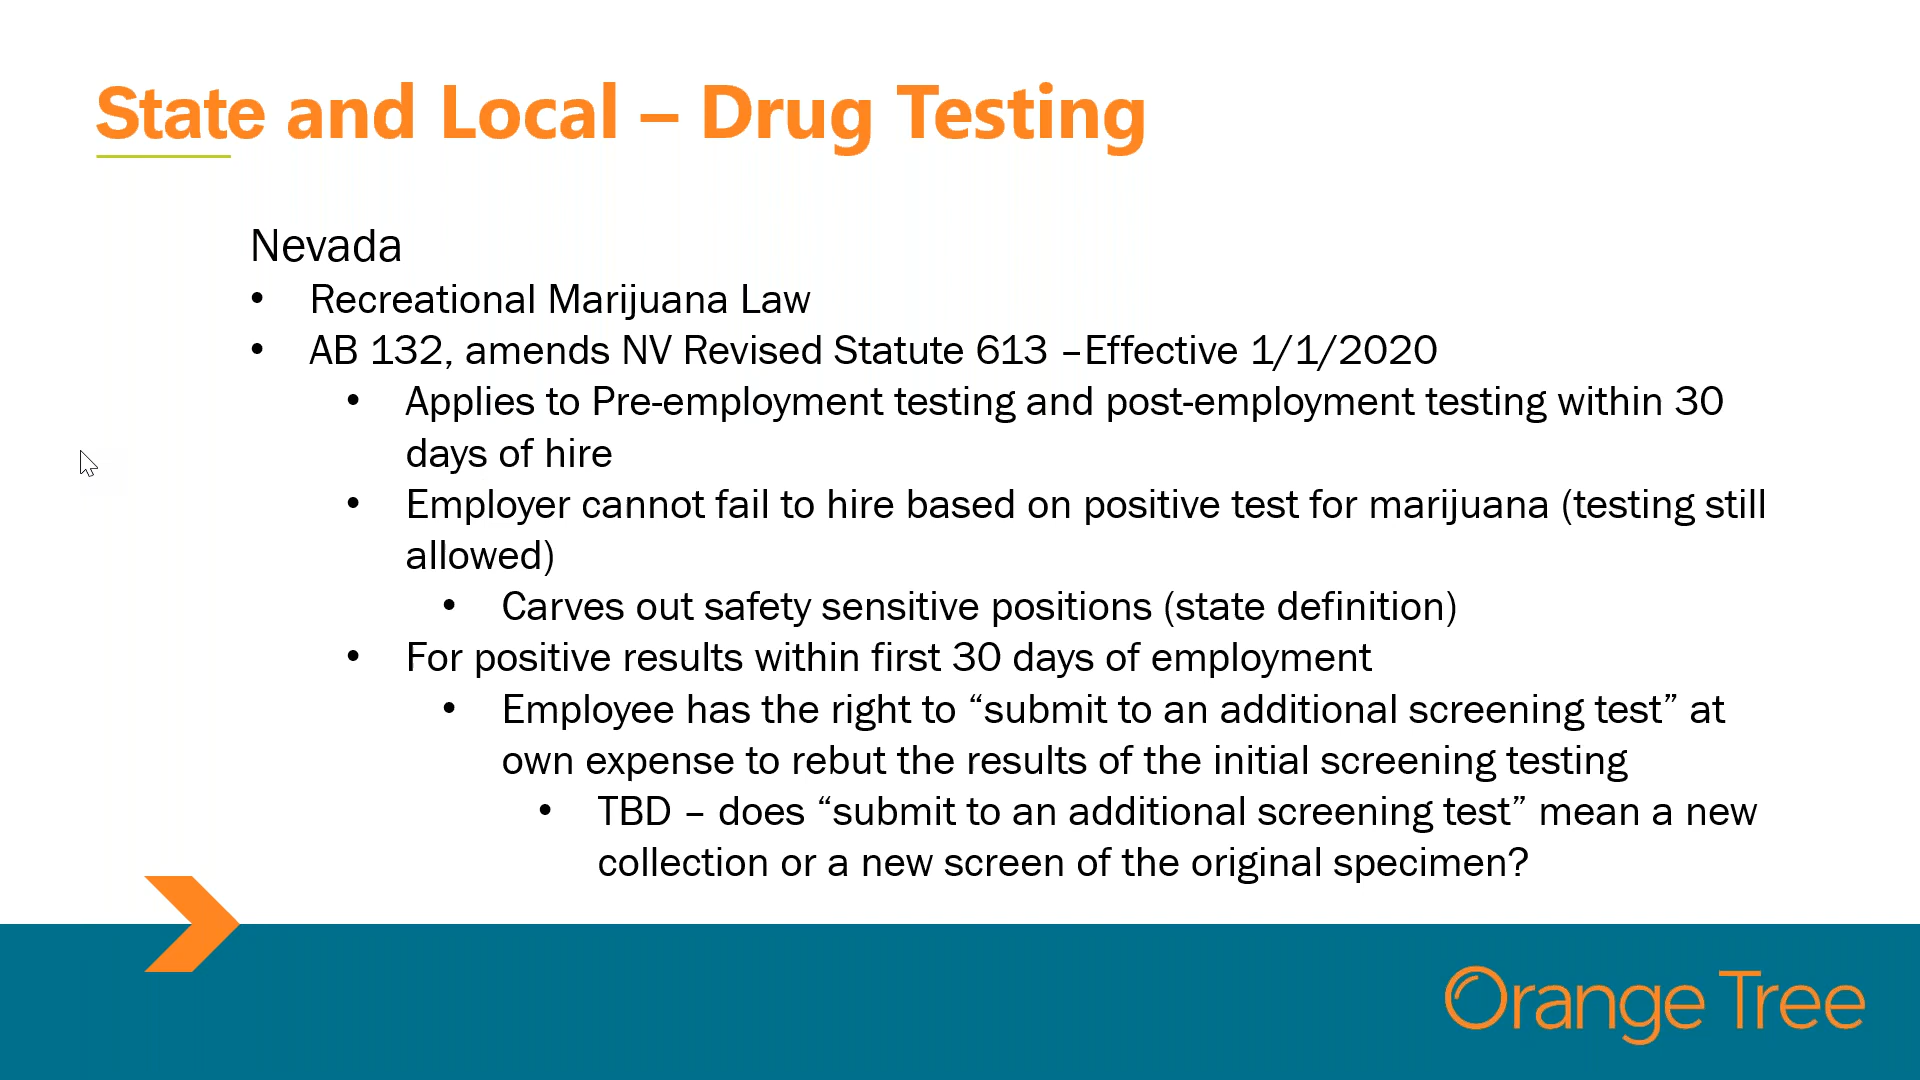 State and Local – Drug Testing
Nevada
• Recreational Marijuana Law
• AB 132, amends NV Revised Statute 613 –Effective 1/1/2020
• Applies to Pre-employment testing and post-employment testing within 30
days of hire
• Employer cannot fail to hire based on positive test for marijuana (testing still
allowed)
• Carves out safety sensitive positions (state definition)
• For positive results within first 30 days of employment
• Employee has the right to “submit to an additional screening test” at
own expense to rebut the results of the initial screening testing
• TBD – does “submit to an additional screening test” mean a new
collection or a new screen of the original specimen?
Orange Tree